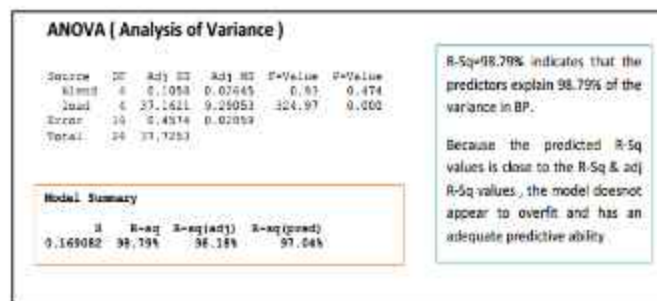 ANOVA ( Analysis of Variance )
Source DF Adj SS Adj MS F-Value P-Value
blend 4 0.1058 0.02645 0.93 0.474
load 4 37.1621 9.29053 324.97 0.000
Error 16 0.4574 0.02859
Total 24 37.7253
Model Summary
S R-sq R-sq(adj) R-sq(pred)
0.169082 98.79% 98.18% 97.04%
R-Sq=98.79% indicates that the
predictors explain 98.79% of the
variance in BP.
Because the predicted R-Sq
values is close to the R-Sq & adj
R-Sq values , the model doesnot
appear to overfit and has an
adequate predictive ability